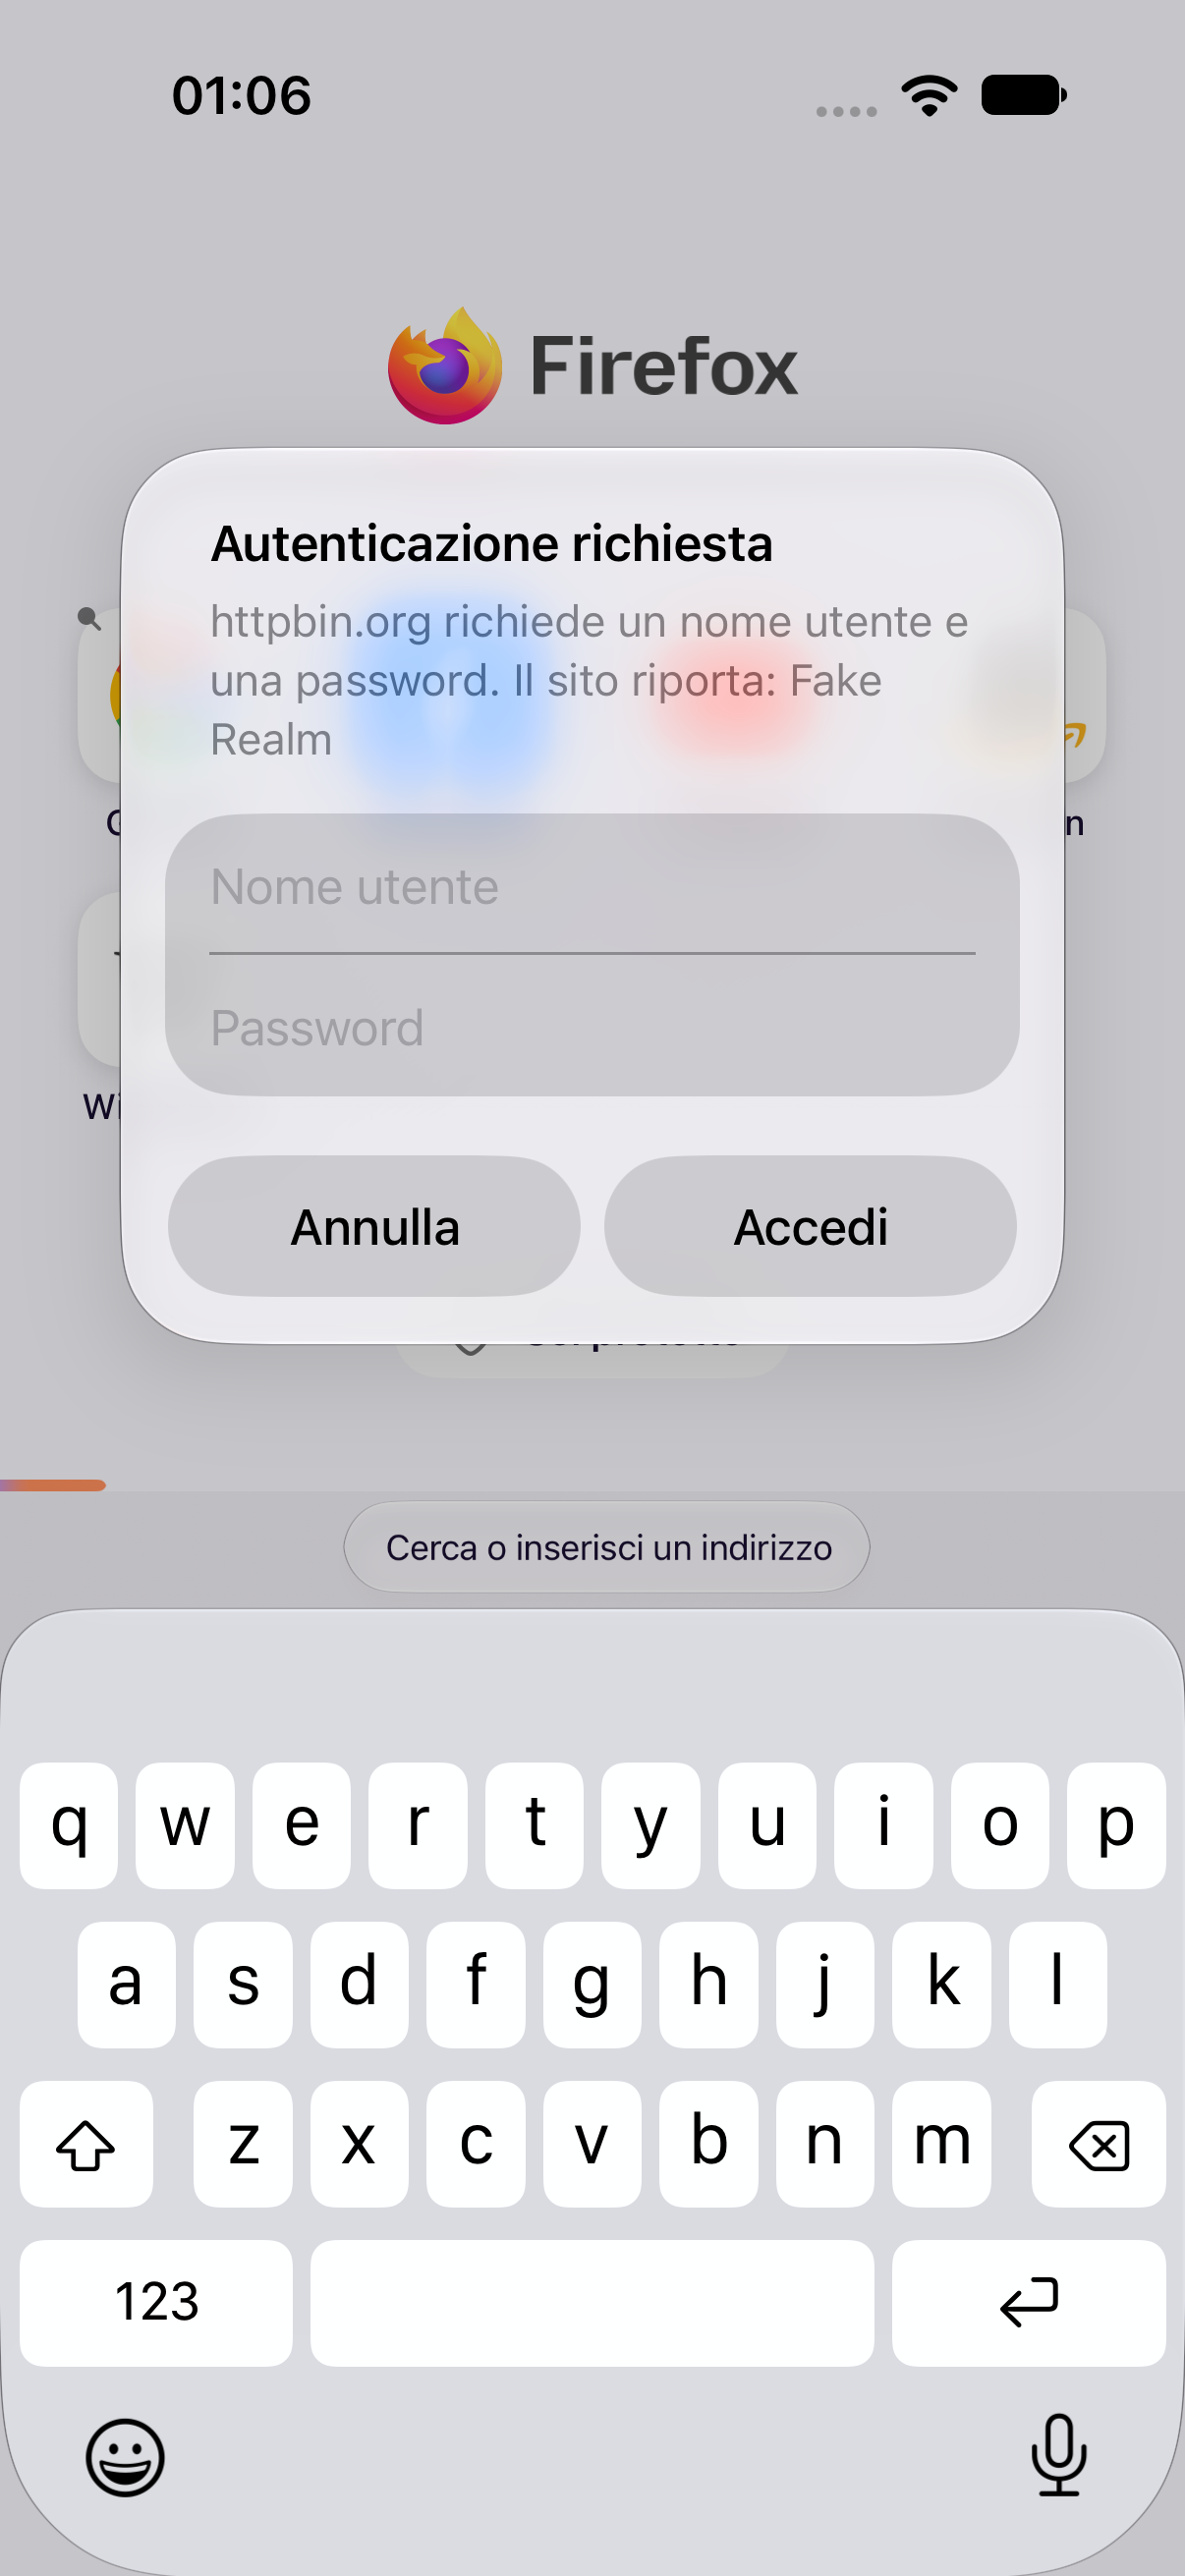 01:06
Firefox
Autenticazione richiesta
httpbin.org richiede un nome utente e
una password. Il sito riporta: Fake
Realm
Nome utente
Password
Annulla
Accedi
Cerca o inserisci un indirizzo
q w e r t y u i o p
a s d f g h j k l
z x c v b n m
123